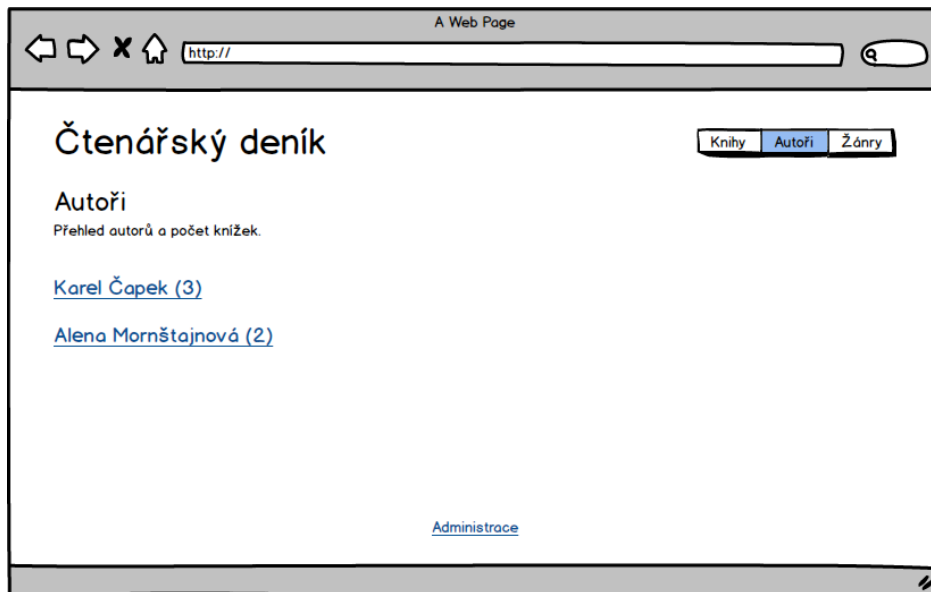 A Web Page
http://
Čtenářský deník
Knihy Autoři Žánry
Autoři
Přehled autorů a počet knížek.
Karel Čapek (3)
Alena Mornštajnová (2)
Administrace